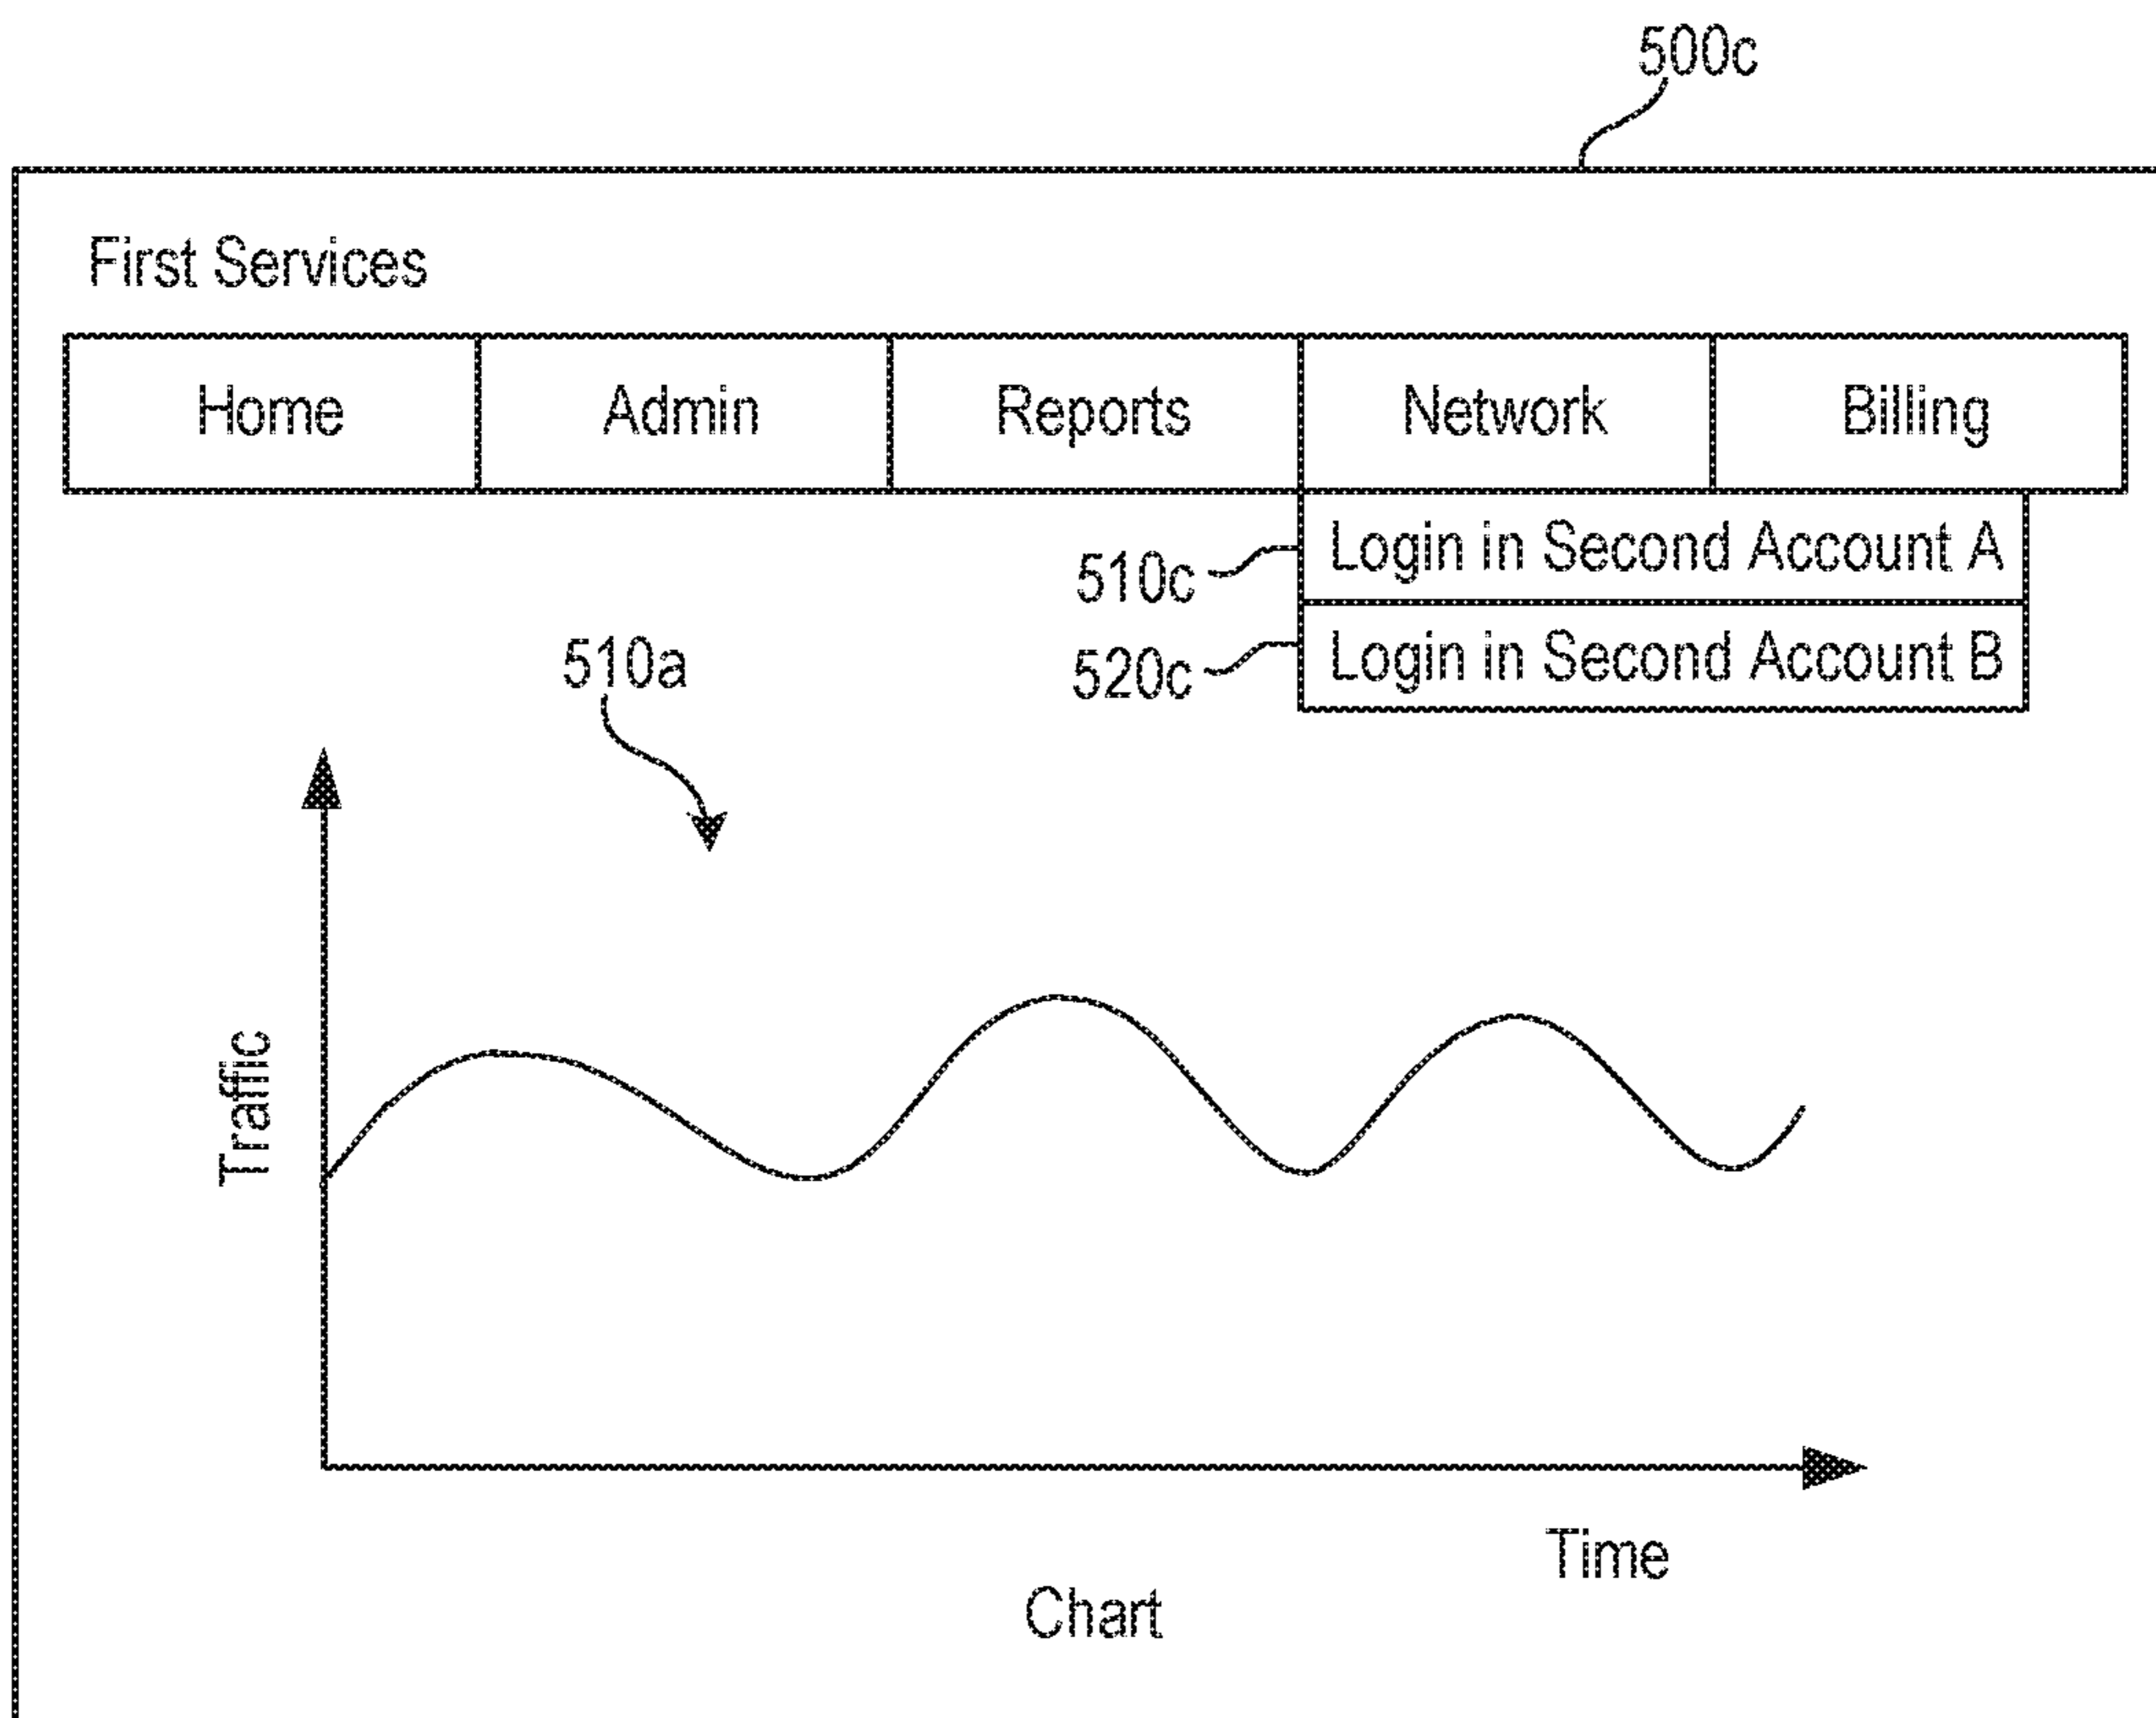 500c
First Services
Home Admin Reports Network Billing
510c Login in Second Account A
520c Login in Second Account B
510a
Traffic
Time
Chart